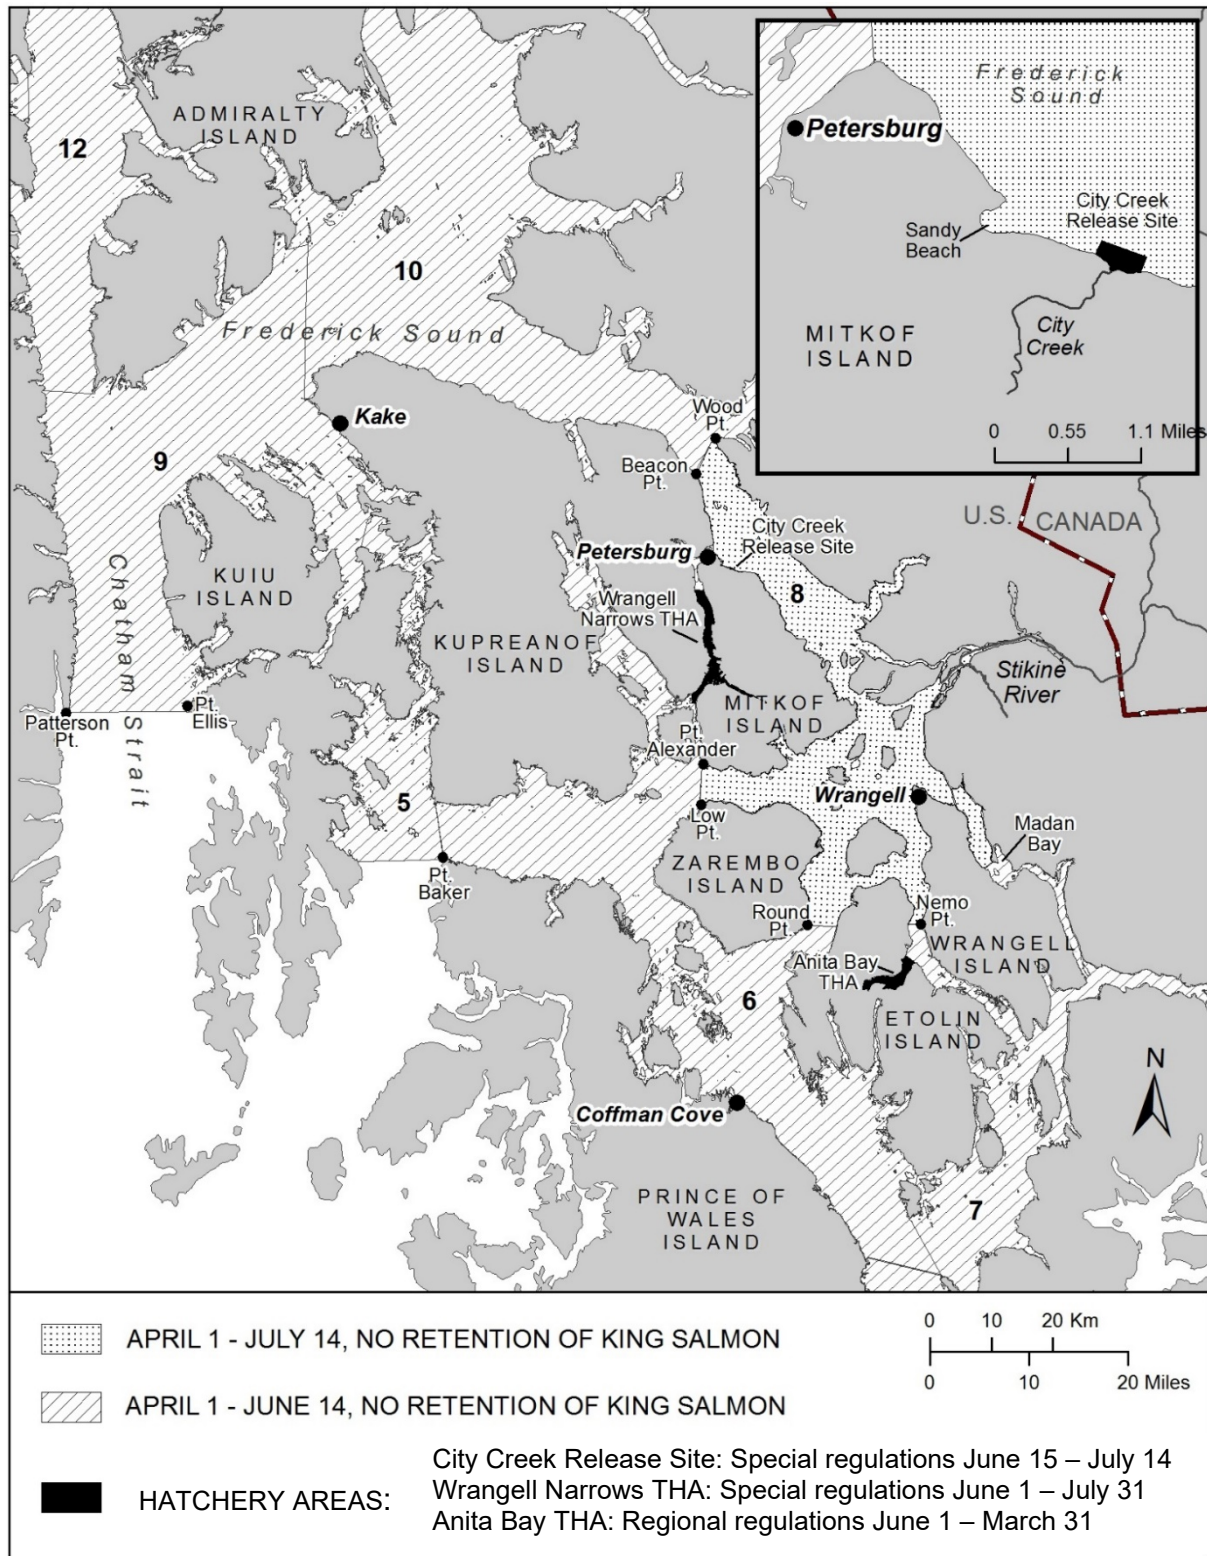 ADMIRALTY
ISLAND
12
10
Frederick Sound
Kake
9
Chatham Strait
KUIU
ISLAND
KUPREANOF
ISLAND
Patterson
Pt.
Pt.
Ellis
5
Pt.
Baker
Wood
Pt.
Beacon
Pt.
City Creek
Release Site
Petersburg
8
Wrangell
Narrows THA
MITKOF
ISLAND
Pt.
Alexander
Stikine
River
U.S.
CANADA
Wrangell
Low
Pt.
Madan
Bay
ZAREMBO
ISLAND
Round
Pt.
Nemo
Pt.
WRANGELL
ISLAND
Anita Bay
THA
6
ETOLIN
ISLAND
Coffman Cove
PRINCE OF
WALES
ISLAND
7
N
Frederick
Sound
Petersburg
City Creek
Release Site
Sandy
Beach
MITKOF
ISLAND
City
Creek
0 0.55 1.1 Miles
APRIL 1 - JULY 14, NO RETENTION OF KING SALMON
0 10 20 Km
0 10 20 Miles
APRIL 1 - JUNE 14, NO RETENTION OF KING SALMON
HATCHERY AREAS:
City Creek Release Site: Special regulations June 15 – July 14
Wrangell Narrows THA: Special regulations June 1 – July 31
Anita Bay THA: Regional regulations June 1 – March 31